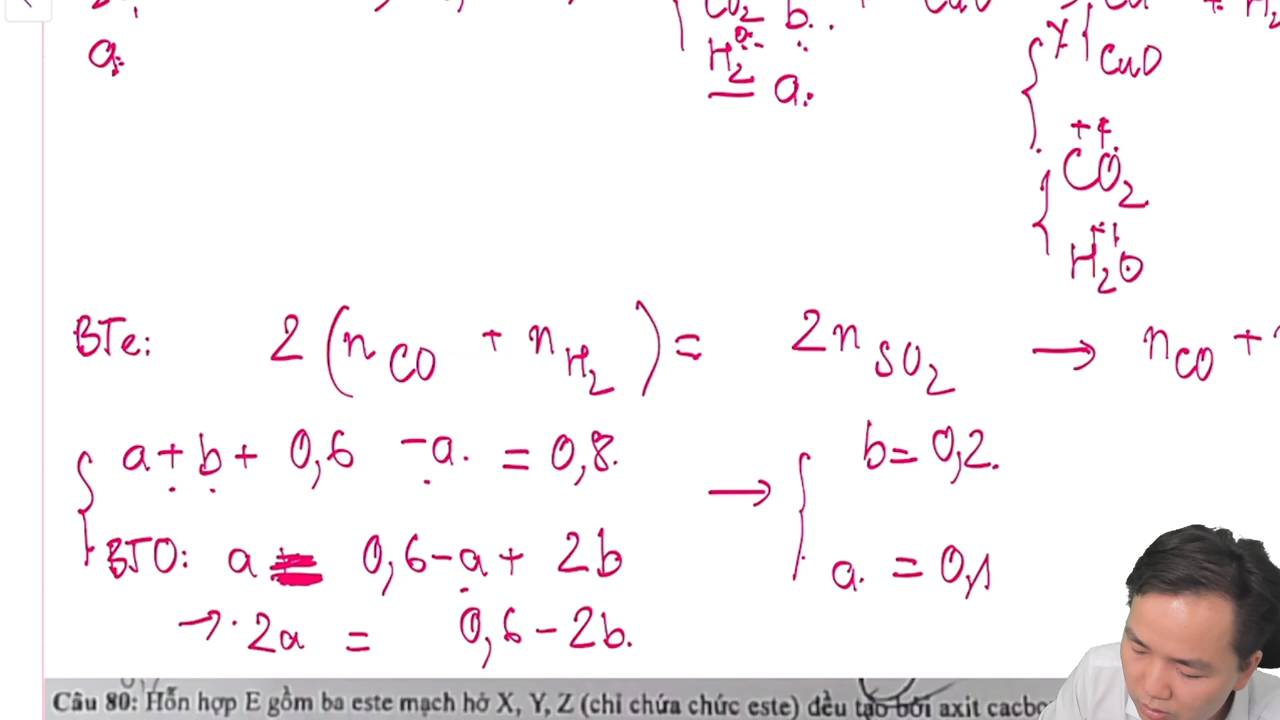 CO2 b.
H2 a.
a:
Y { CuO
+4
CO2
+1
H2O
BTe: 2 (nCO + nH2) = 2nSO2 → nCO +
a + b + 0,6 - a. = 0,8. → b = 0,2.
BTO: a = 0,6 - a + 2b a. = 0,1
→ 2a = 0,6 - 2b.
Câu 80: Hỗn hợp E gồm ba este mạch hở X, Y, Z (chỉ chứa chức este) đều tạo bởi axit